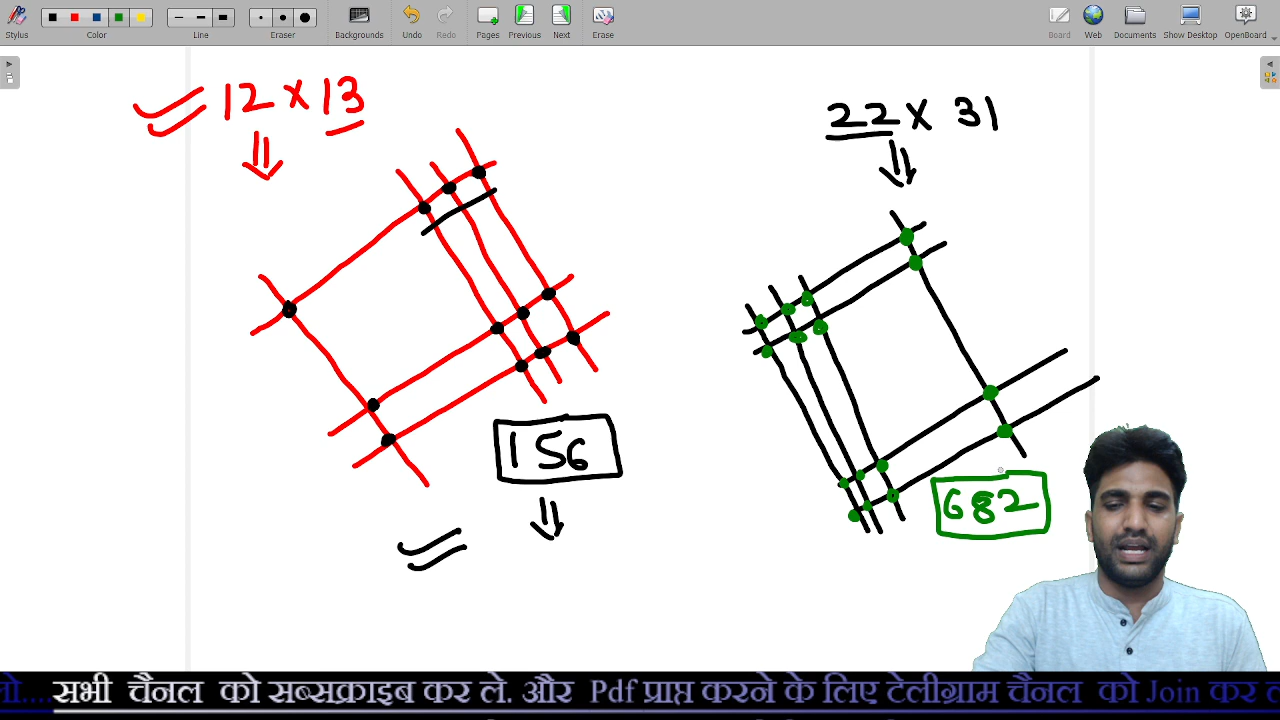 Stylus
Color
Line
Eraser
Backgrounds
Undo
Redo
Pages
Previous
Next
Erase
Board
Web
Documents
Show Desktop
OpenBoard
12 x 13
22 x 31
156
682
सभी चैनल को सब्सक्राइब कर ले. और Pdf प्राप्त करने के लिए टेलीग्राम चैनल को Join कर